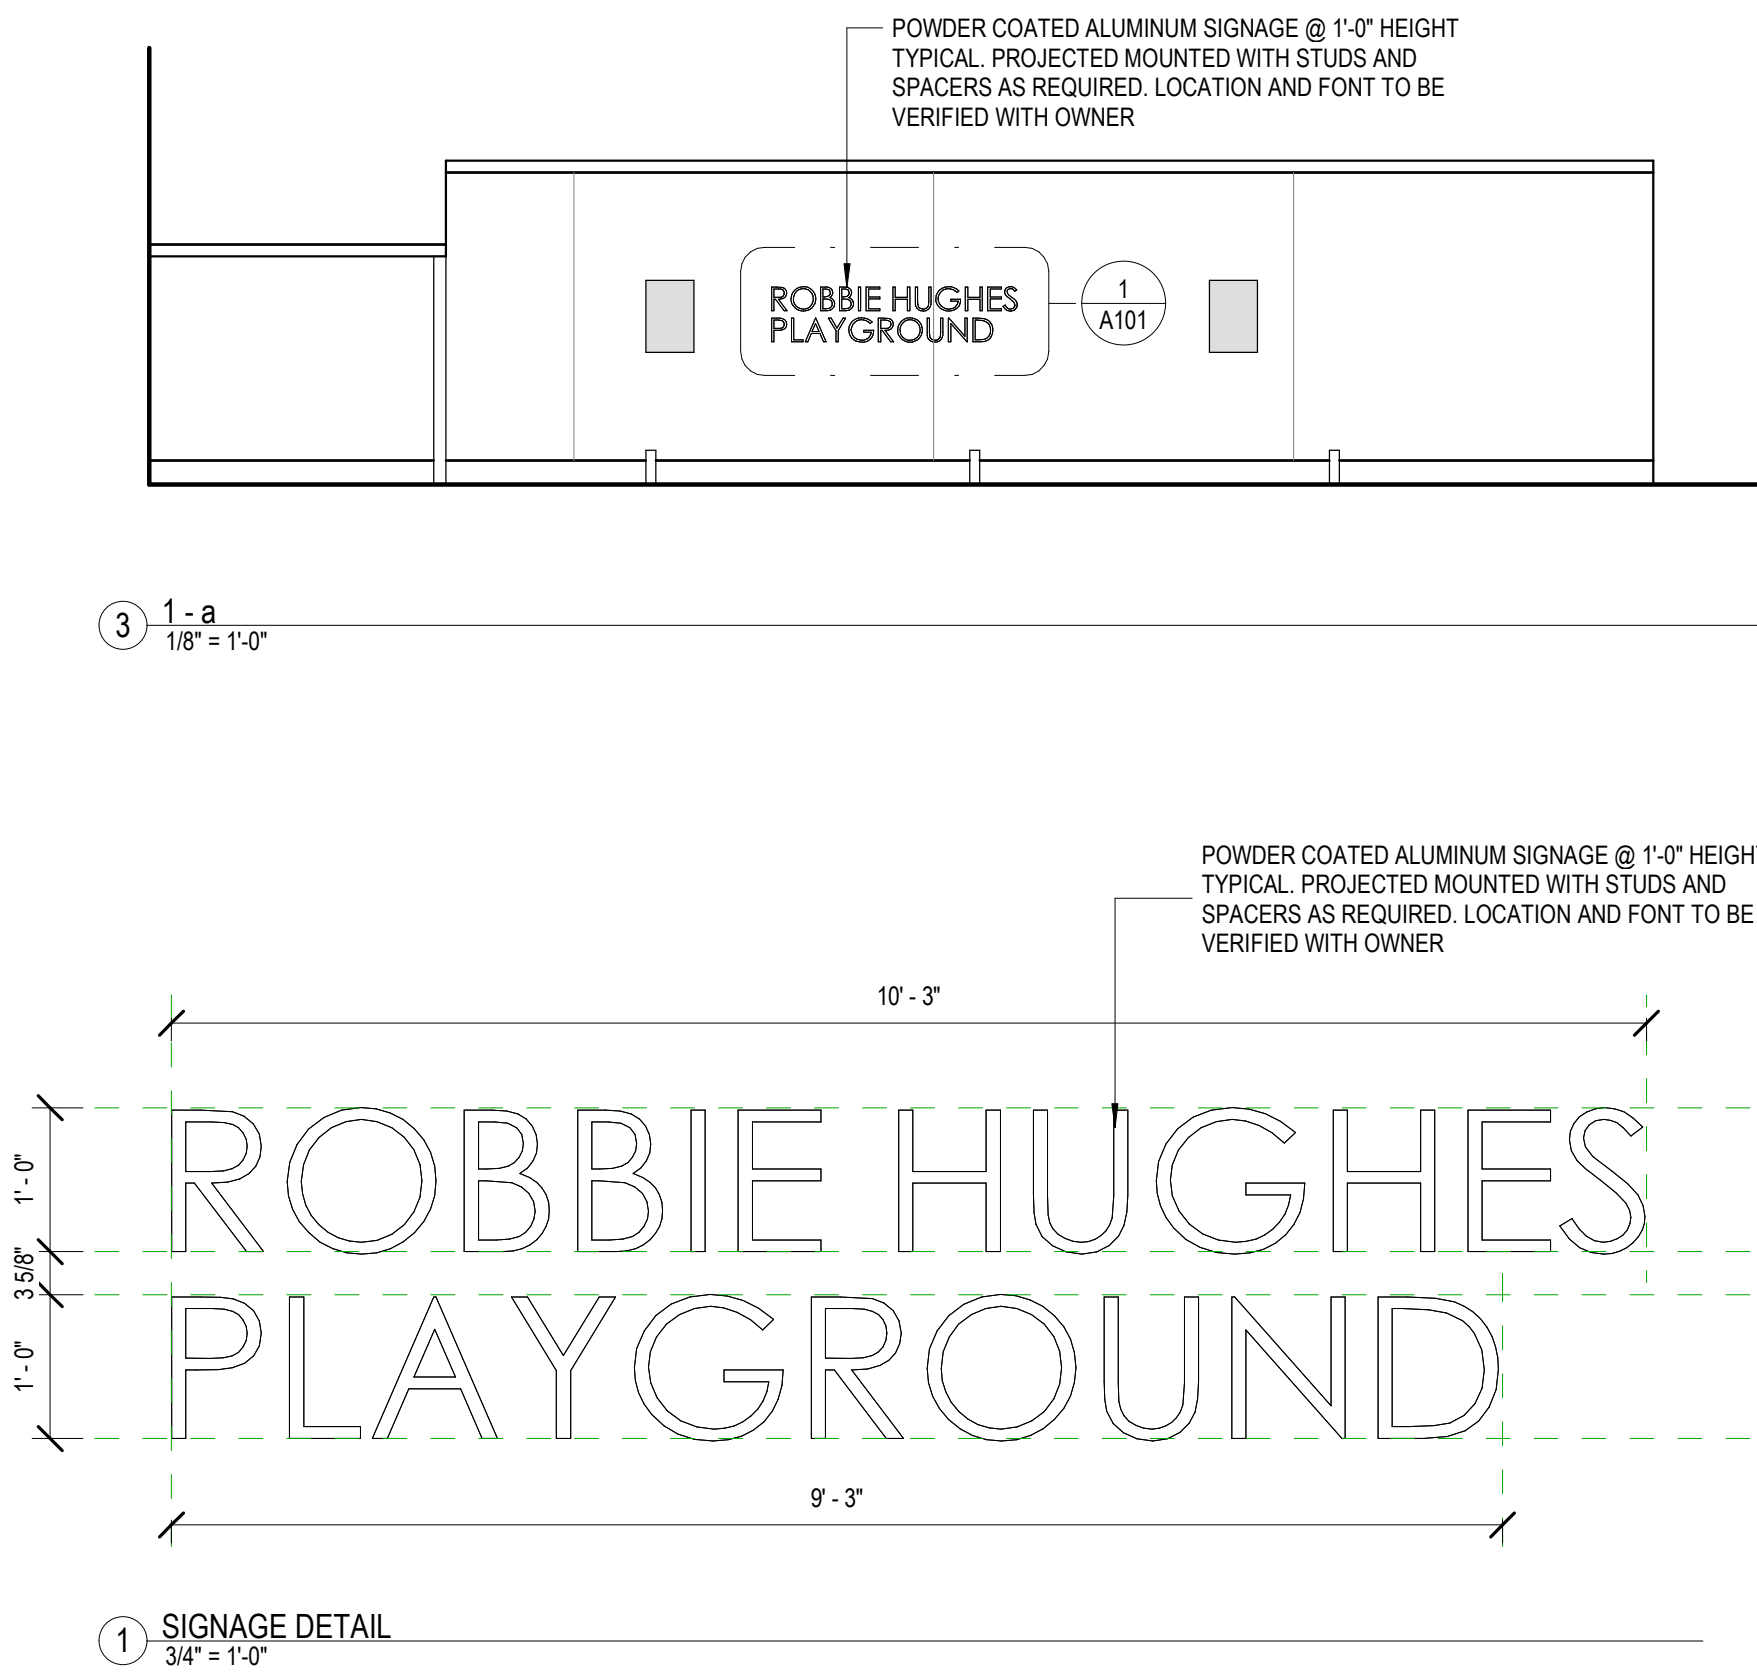 POWDER COATED ALUMINUM SIGNAGE @ 1'-0" HEIGHT
TYPICAL. PROJECTED MOUNTED WITH STUDS AND
SPACERS AS REQUIRED. LOCATION AND FONT TO BE
VERIFIED WITH OWNER
ROBBIE HUGHES
PLAYGROUND
1
A101
3
1 - a
1/8" = 1'-0"
POWDER COATED ALUMINUM SIGNAGE @ 1'-0" HEIGHT
TYPICAL. PROJECTED MOUNTED WITH STUDS AND
SPACERS AS REQUIRED. LOCATION AND FONT TO BE
VERIFIED WITH OWNER
10' - 3"
1' - 0"
ROBBIE HUGHES
3 5/8"
1' - 0"
PLAYGROUND
9' - 3"
1
SIGNAGE DETAIL
3/4" = 1'-0"